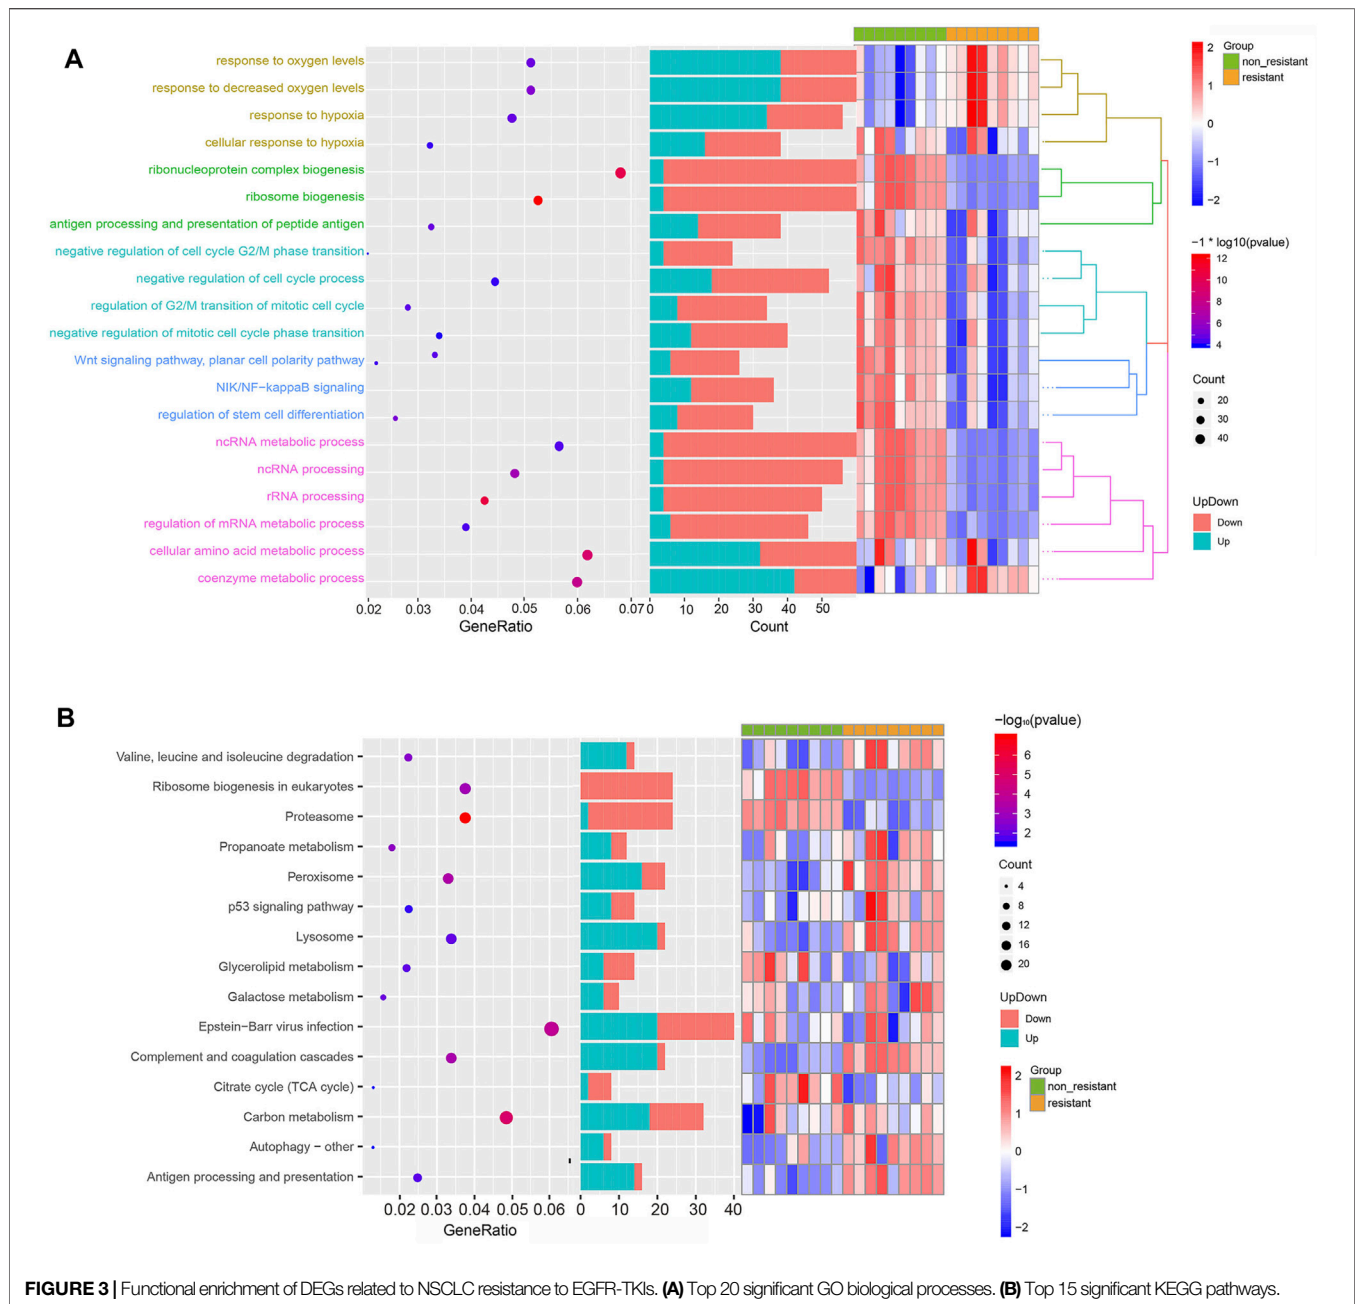 A
response to oxygen levels
response to decreased oxygen levels
response to hypoxia
cellular response to hypoxia
ribonucleoprotein complex biogenesis
ribosome biogenesis
antigen processing and presentation of peptide antigen
negative regulation of cell cycle G2/M phase transition
negative regulation of cell cycle process
regulation of G2/M transition of mitotic cell cycle
negative regulation of mitotic cell cycle phase transition
Wnt signaling pathway, planar cell polarity pathway
NIK/NF−kappaB signaling
regulation of stem cell differentiation
ncRNA metabolic process
ncRNA processing
rRNA processing
regulation of mRNA metabolic process
cellular amino acid metabolic process
coenzyme metabolic process
0.02 0.03 0.04 0.05 0.06 0.07 0 10 20 30 40 50
GeneRatio Count
2
1
0
−1
−2
Group
non_resistant
resistant
−1 * log10(pvalue)
12
10
8
6
4
Count
20
30
40
UpDown
Down
Up
B
Valine, leucine and isoleucine degradation
Ribosome biogenesis in eukaryotes
Proteasome
Propanoate metabolism
Peroxisome
p53 signaling pathway
Lysosome
Glycerolipid metabolism
Galactose metabolism
Epstein−Barr virus infection
Complement and coagulation cascades
Citrate cycle (TCA cycle)
Carbon metabolism
Autophagy − other
Antigen processing and presentation
0.02 0.03 0.04 0.05 0.06 0 10 20 30 40
GeneRatio
−log₁₀(pvalue)
6
5
4
3
2
Count
4
8
12
16
20
UpDown
Down
Up
2
1
0
−1
−2
Group
non_resistant
resistant
FIGURE 3 | Functional enrichment of DEGs related to NSCLC resistance to EGFR-TKIs. (A) Top 20 significant GO biological processes. (B) Top 15 significant KEGG pathways.